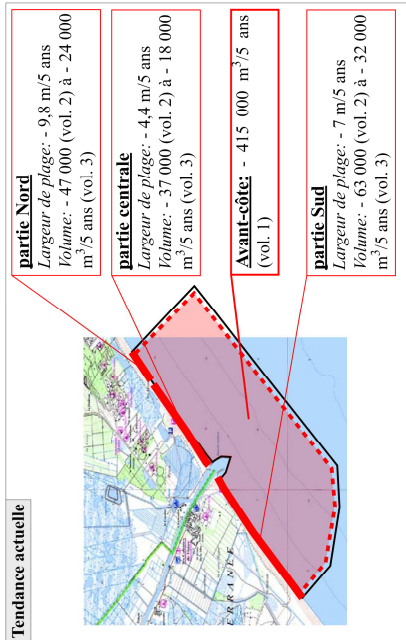 Tendance actuelle
partie Nord
Largeur de plage: - 9,8 m/5 ans
Volume: - 47 000 (vol. 2) à - 24 000
m³/5 ans (vol. 3)
partie centrale
Largeur de plage: - 4,4 m/5 ans
Volume: - 37 000 (vol. 2) à - 18 000
m³/5 ans (vol. 3)
Avant-côte: - 415 000 m³/5 ans
(vol. 1)
partie Sud
Largeur de plage: - 7 m/5 ans
Volume: - 63 000 (vol. 2) à - 32 000
m³/5 ans (vol. 3)
ERRANÉE